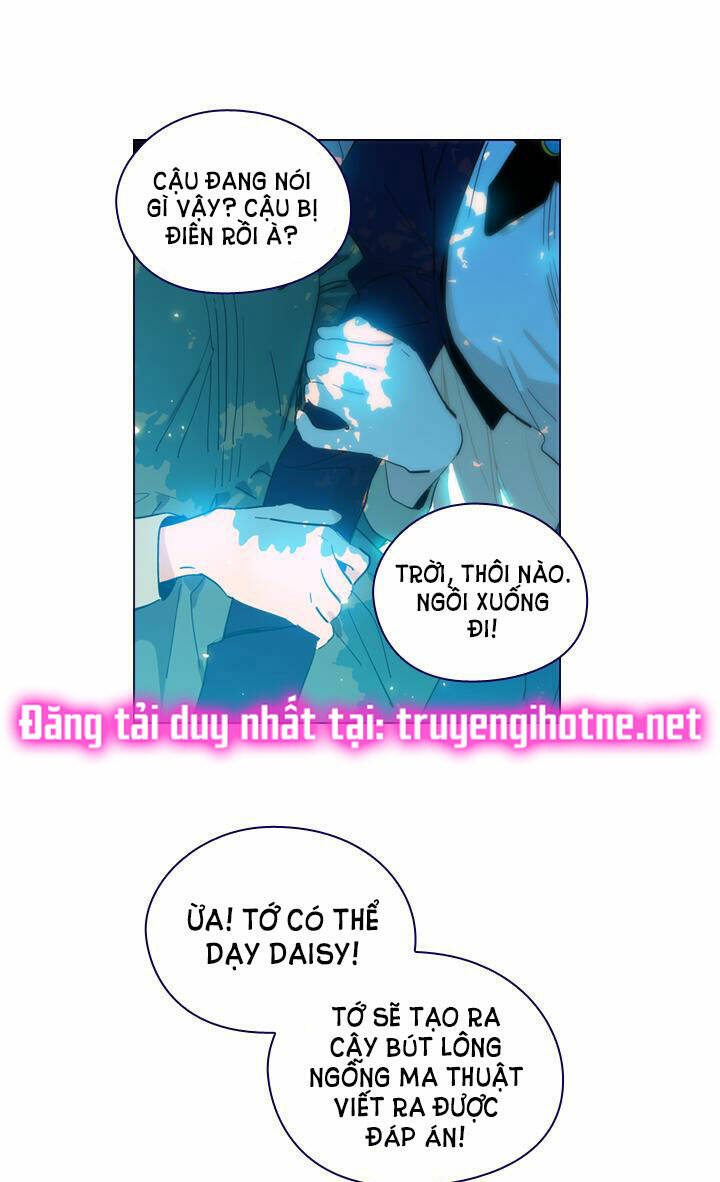 CẬU ĐANG NÓI
GÌ VẬY? CẬU BỊ
ĐIÊN RỒI À?
TRỜI, THÔI NÀO.
NGỒI XUỐNG
ĐI!
Đăng tải duy nhất tại: truyengihotne.net
ỪA! TỚ CÓ THỂ
DẠY DAISY!
TỚ SẼ TẠO RA
CÂY BÚT LÔNG
NGỖNG MA THUẬT
VIẾT RA ĐƯỢC
ĐÁP ÁN!